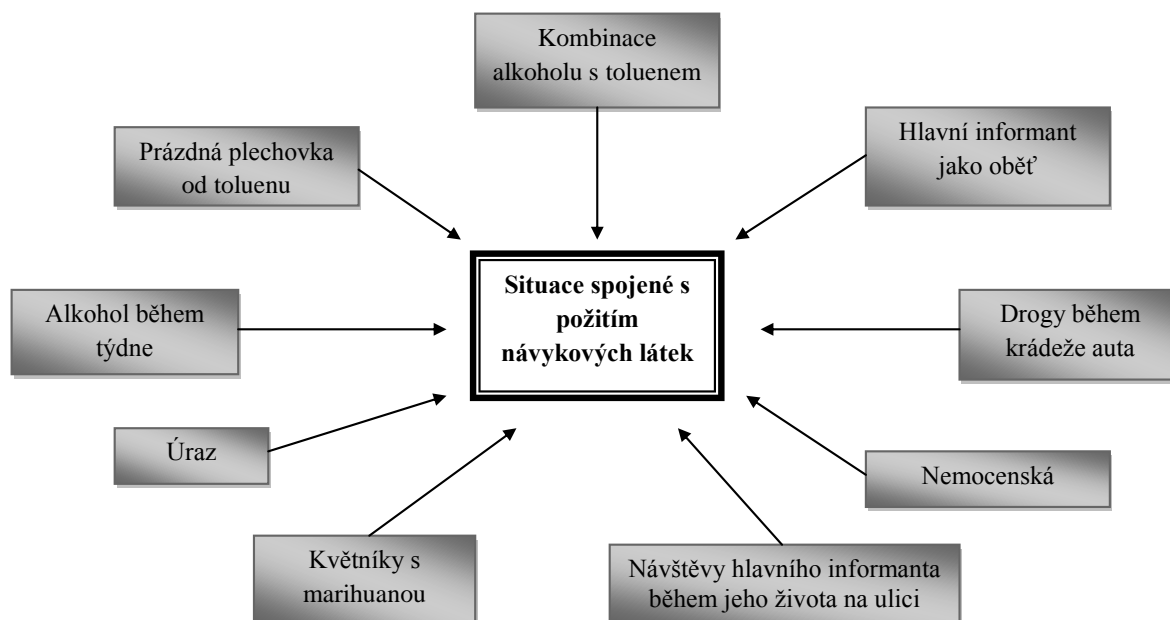 Kombinace
alkoholu s toluenem
Hlavní informant
jako oběť
Prázdná plechovka
od toluenu
Situace spojené s
požitím
návykových látek
Alkohol během
týdne
Drogy během
krádeže auta
Úraz
Nemocenská
Květníky s
marihuanou
Návštěvy hlavního informanta
během jeho života na ulici